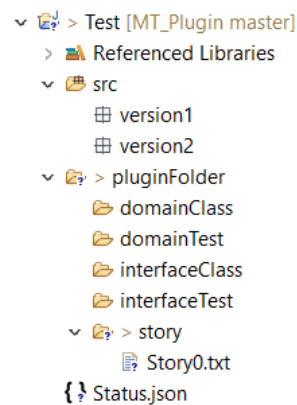 > Test [MT_Plugin master]
Referenced Libraries
src
version1
version2
> pluginFolder
domainClass
domainTest
interfaceClass
interfaceTest
> story
Story0.txt
Status.json